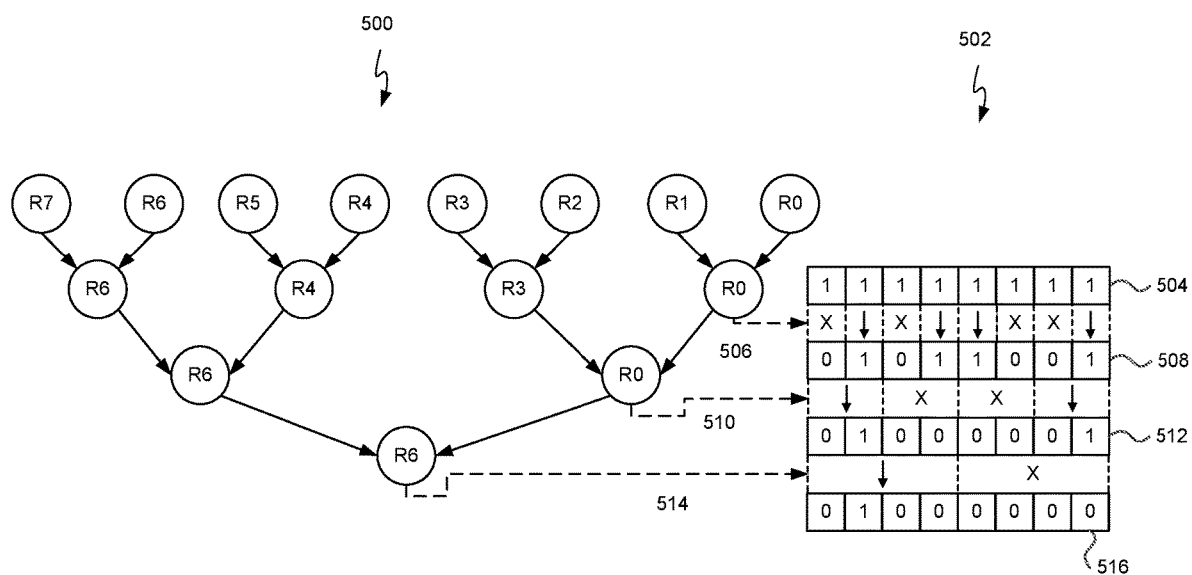 500
502
R7 R6 R5 R4 R3 R2 R1 R0
R6 R4 R3 R0
1 1 1 1 1 1 1 1 504
X X X X
506
0 1 0 1 1 0 0 1 508
R6 R0
X X
510
0 1 0 0 0 0 0 1 512
R6
X
514
0 1 0 0 0 0 0 0
516